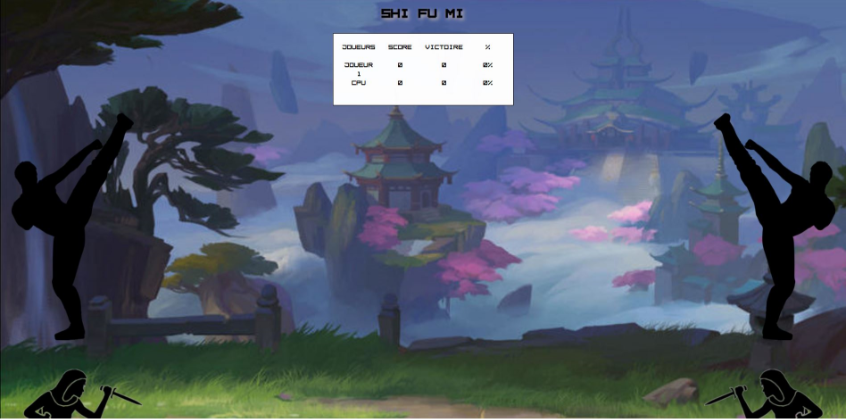 SHI FU MI
JOUEURS SCORE VICTOIRE %
JOUEUR 0 0 0%
1
CPU 0 0 0%